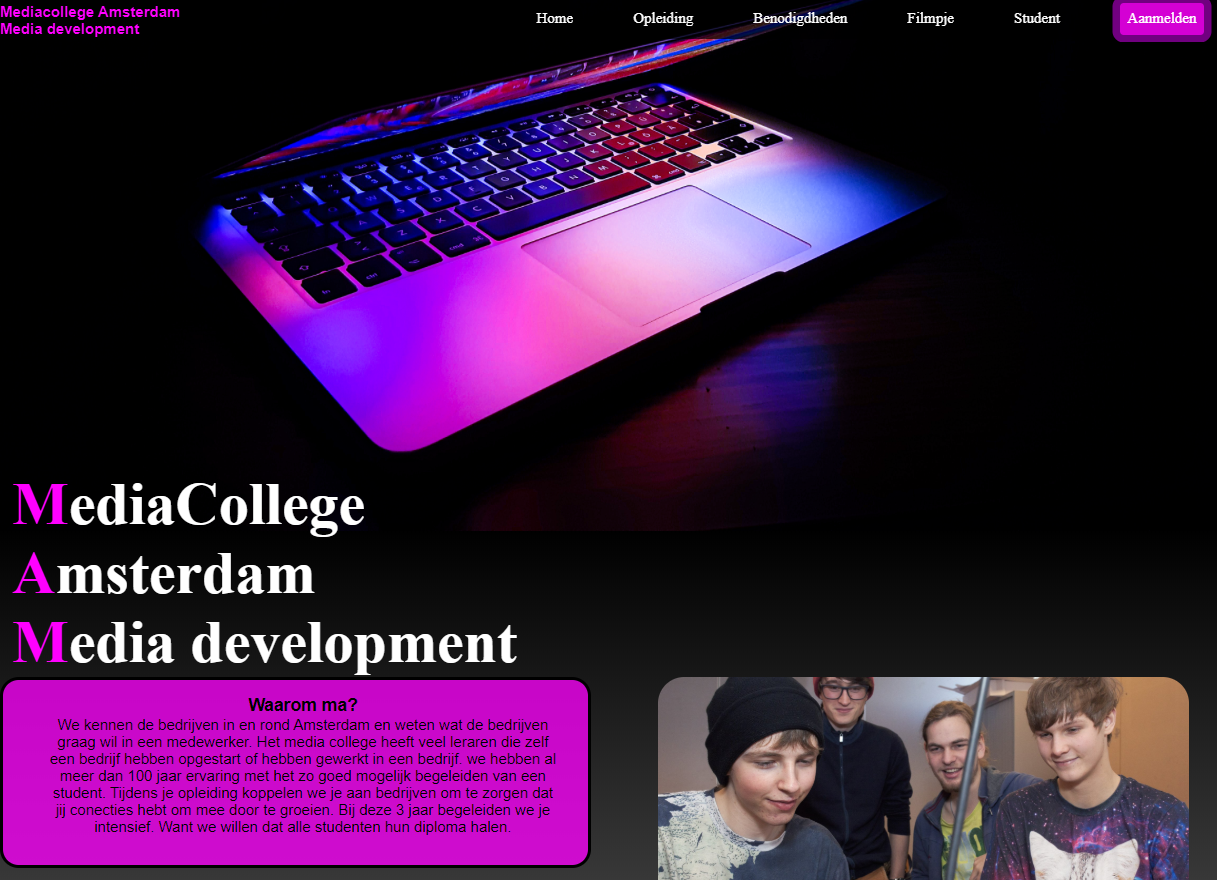 Mediacollege Amsterdam
Media development
Home Opleiding Benodigdheden Filmpje Student Aanmelden
MediaCollege
Amsterdam
Media development
Waarom ma?
We kennen de bedrijven in en rond Amsterdam en weten wat de bedrijven
graag wil in een medewerker. Het media college heeft veel leraren die zelf
een bedrijf hebben opgestart of hebben gewerkt in een bedrijf. we hebben al
meer dan 100 jaar ervaring met het zo goed mogelijk begeleiden van een
student. Tijdens je opleiding koppelen we je aan bedrijven om te zorgen dat
jij conecties hebt om mee door te groeien. Bij deze 3 jaar begeleiden we je
intensief. Want we willen dat alle studenten hun diploma halen.